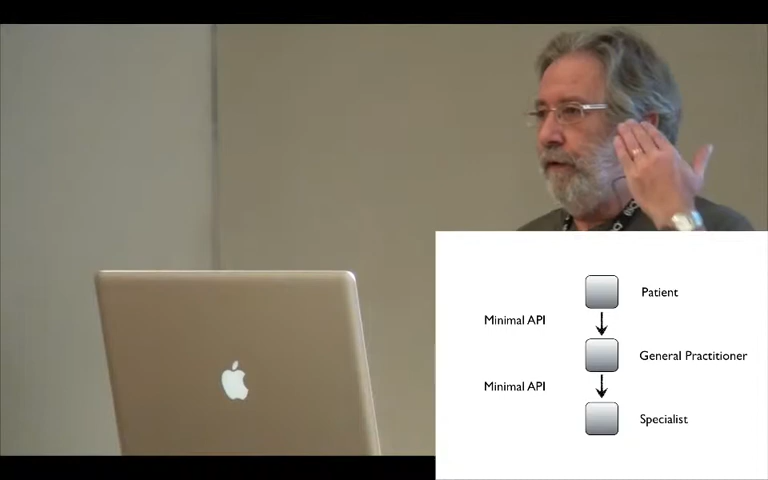 Patient
Minimal API
General Practitioner
Minimal API
Specialist